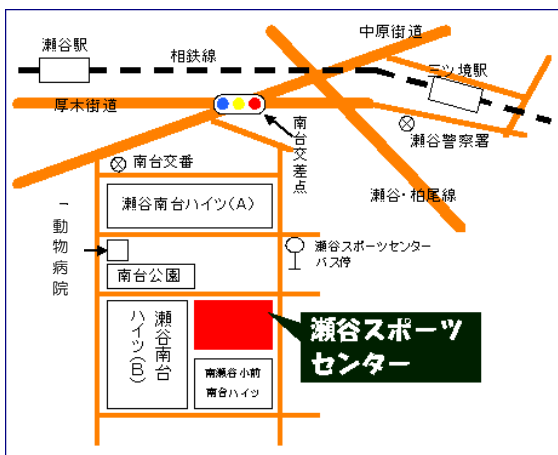 中原街道
瀬谷駅
相鉄線
三ツ境駅
厚木街道
南台交差点
瀬谷警察署
南台交番
瀬谷・柏尾線
瀬谷南台ハイツ(A)
動物病院
瀬谷スポーツセンター
バス停
南台公園
瀬谷南台
ハイツ(B)
瀬谷スポーツ
センター
南瀬谷小前
南台ハイツ